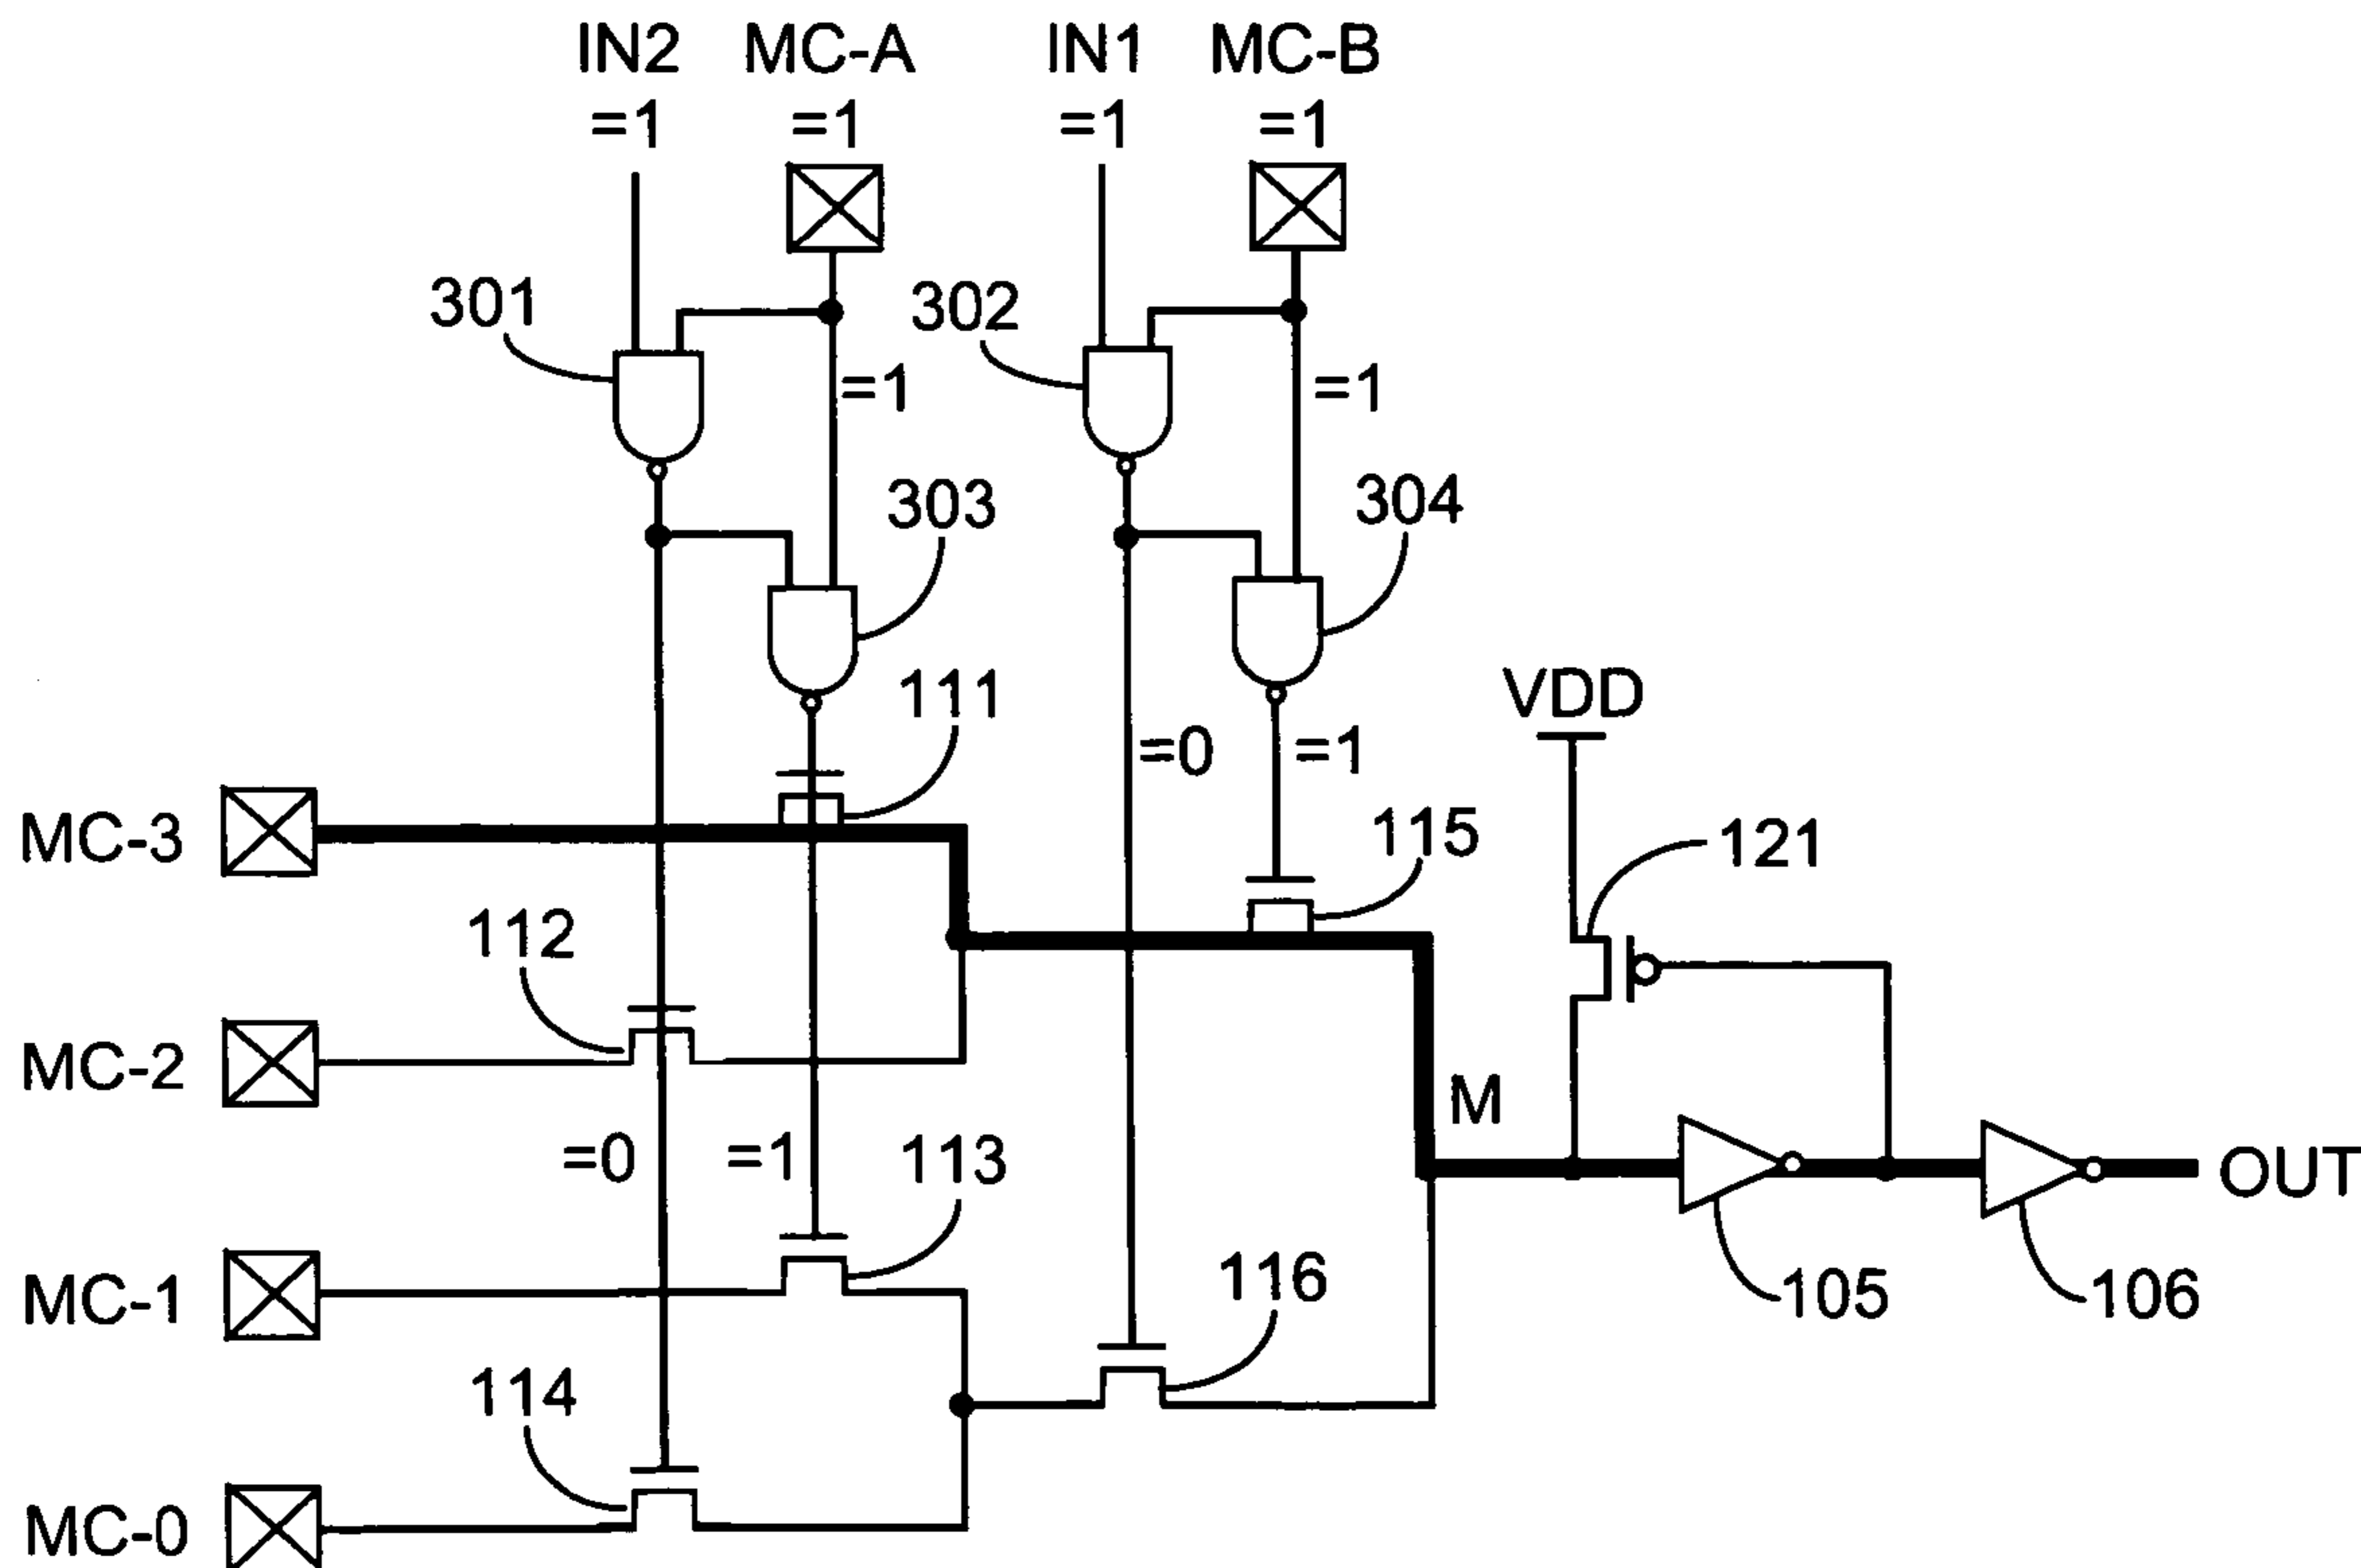 IN2 MC-A IN1 MC-B
=1 =1 =1 =1
301 302
=1 =1
303 304
111 VDD
=0 =1
MC-3 115 121
112
MC-2 M
=0 =1 113 OUT
MC-1 116 105 106
114
MC-0